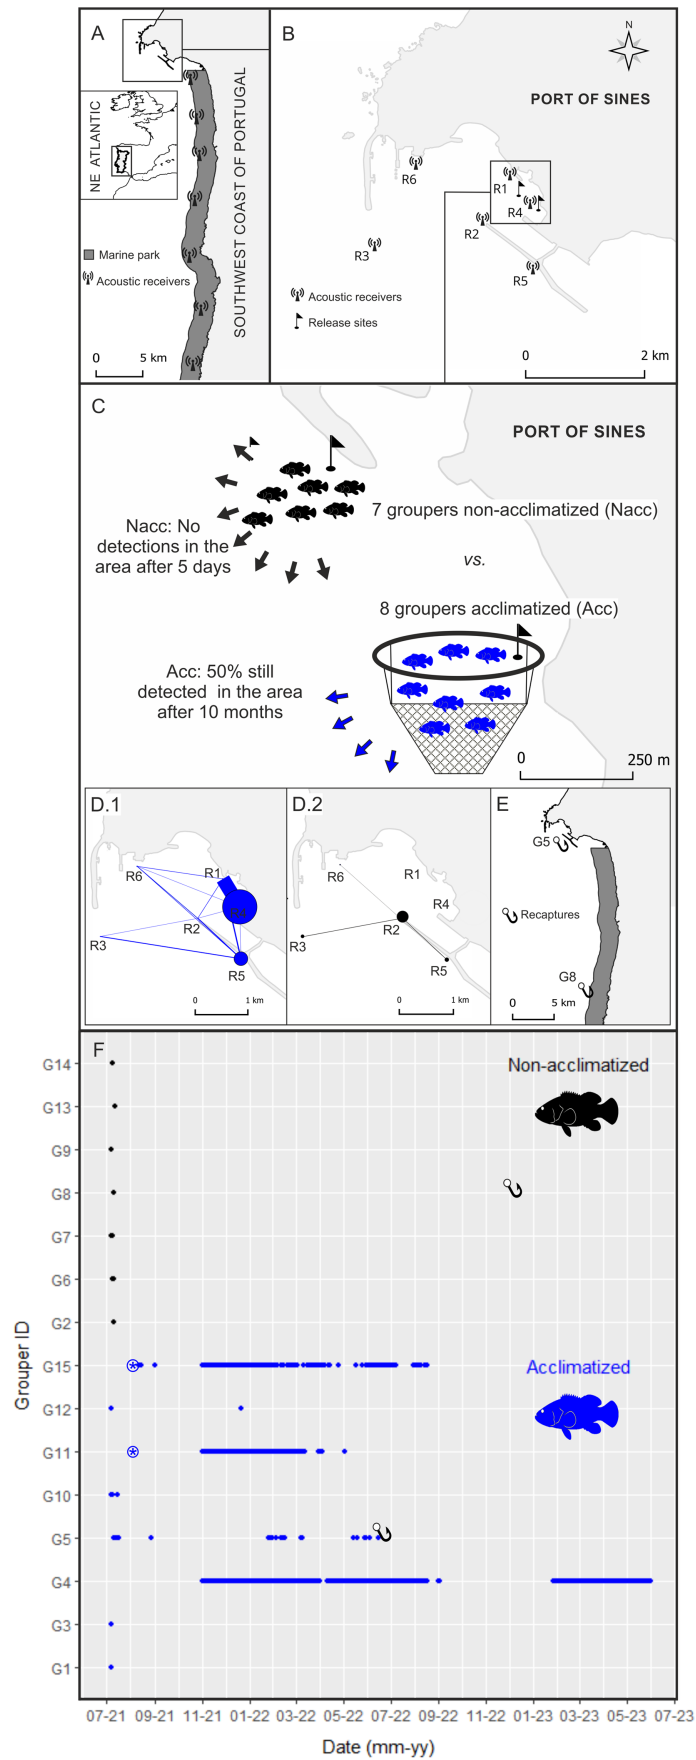 A
NE ATLANTIC
SOUTHWEST COAST OF PORTUGAL
Marine park
Acoustic receivers
0 5 km
B
N
PORT OF SINES
R6
R1
R4
R2
R3
R5
Acoustic receivers
Release sites
0 2 km
C
PORT OF SINES
7 groupers non-acclimatized (Nacc)
Nacc: No
detections in the
area after 5 days
vs.
8 groupers acclimatized (Acc)
Acc: 50% still
detected in the area
after 10 months
0 250 m
D.1
R6
R1
R4
R2
R3
R5
0 1 km
D.2
R6
R1
R4
R2
R3
R5
0 1 km
E
G5
Recaptures
G8
0 5 km
F
Non-acclimatized
Acclimatized
Grouper ID
G14
G13
G9
G8
G7
G6
G2
G15
G12
G11
G10
G5
G4
G3
G1
07-21 09-21 11-21 01-22 03-22 05-22 07-22 09-22 11-22 01-23 03-23 05-23 07-23
Date (mm-yy)